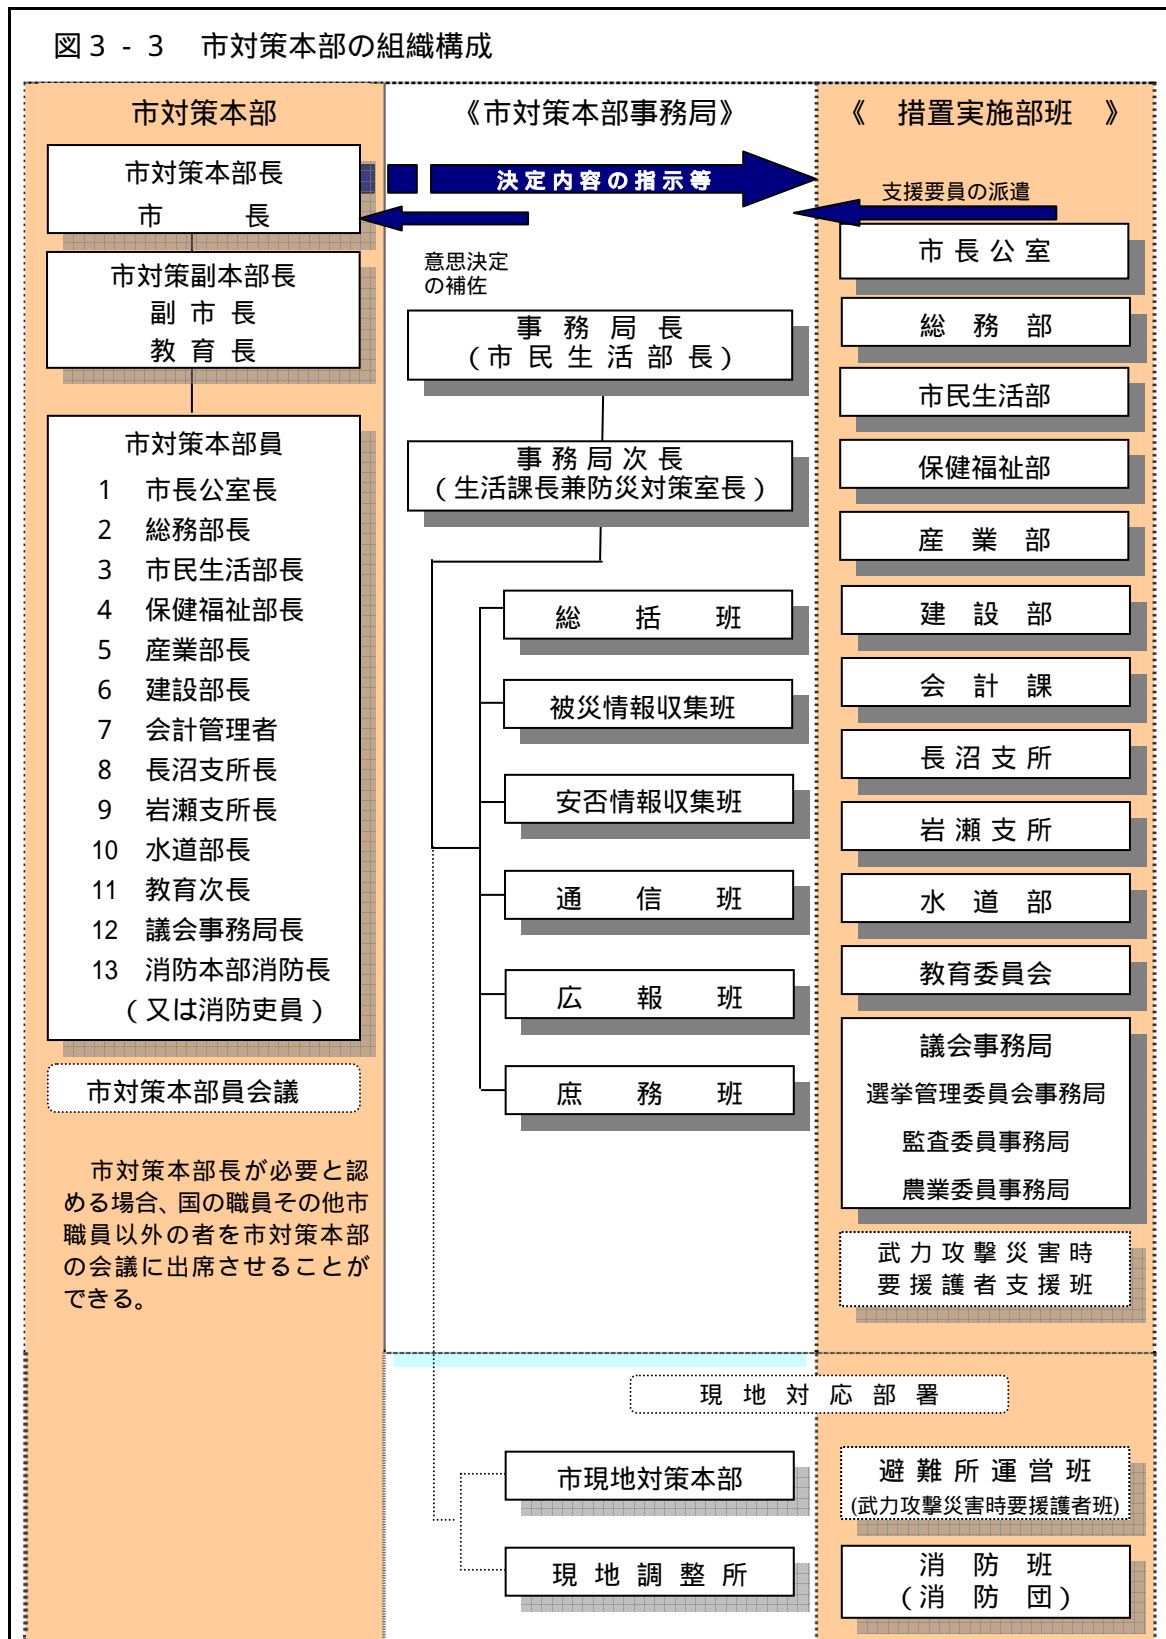 図3-3 市対策本部の組織構成
市対策本部
市対策本部長
市長
市対策副本部長
副市長
教育長
市対策本部員
1 市長公室長
2 総務部長
3 市民生活部長
4 保健福祉部長
5 産業部長
6 建設部長
7 会計管理者
8 長沼支所長
9 岩瀬支所長
10 水道部長
11 教育次長
12 議会事務局長
13 消防本部消防長
(又は消防吏員)
市対策本部員会議
市対策本部長が必要と認
める場合、国の職員その他市
職員以外の者を市対策本部
の会議に出席させることが
できる。
《市対策本部事務局》
決定内容の指示等
意思決定
の補佐
事務局長
(市民生活部長)
事務局次長
(生活課長兼防災対策室長)
総括班
被災情報収集班
安否情報収集班
通信班
広報班
庶務班
《 措置実施部班 》
支援要員の派遣
市長公室
総務部
市民生活部
保健福祉部
産業部
建設部
会計課
長沼支所
岩瀬支所
水道部
教育委員会
議会事務局
選挙管理委員会事務局
監査委員事務局
農業委員事務局
武力攻撃災害時
要援護者支援班
現地対応部署
市現地対策本部
現地調整所
避難所運営班
(武力攻撃災害時要援護者班)
消防班
(消防団)